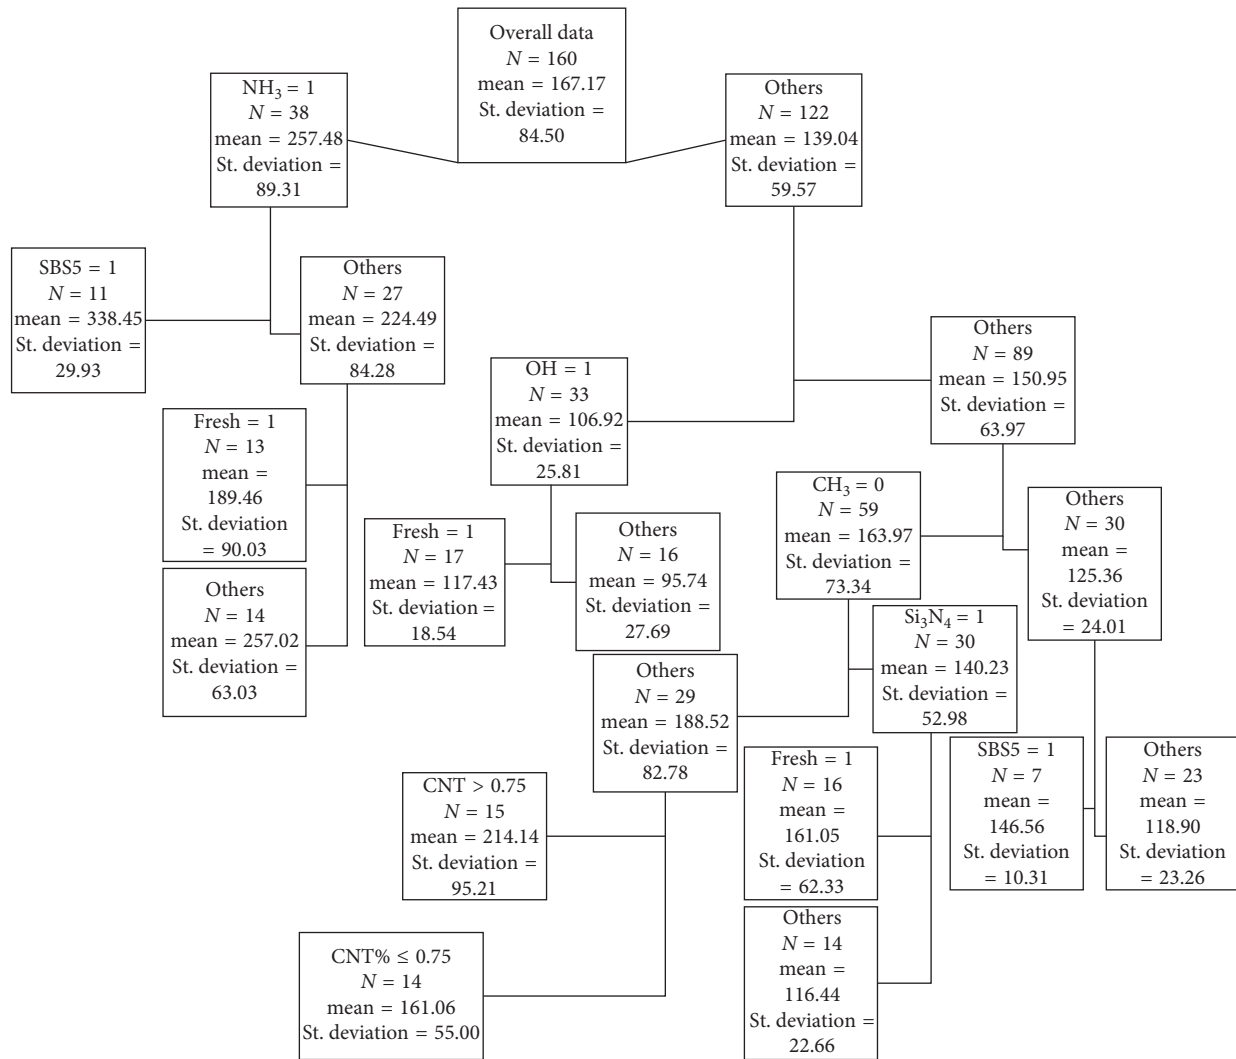 Overall data
N = 160
mean = 167.17
St. deviation =
84.50
NH₃ = 1
N = 38
mean = 257.48
St. deviation =
89.31
Others
N = 122
mean = 139.04
St. deviation =
59.57
SBS5 = 1
N = 11
mean = 338.45
St. deviation =
29.93
Others
N = 27
mean = 224.49
St. deviation =
84.28
Others
N = 89
mean = 150.95
St. deviation =
63.97
OH = 1
N = 33
mean = 106.92
St. deviation =
25.81
Fresh = 1
N = 13
mean =
189.46
St. deviation
= 90.03
CH₃ = 0
N = 59
mean = 163.97
St. deviation =
73.34
Others
N = 30
mean =
125.36
St. deviation
= 24.01
Fresh = 1
N = 17
mean = 117.43
St. deviation =
18.54
Others
N = 16
mean = 95.74
St. deviation =
27.69
Others
N = 14
mean = 257.02
St. deviation =
63.03
Si₃N₄ = 1
N = 30
mean = 140.23
St. deviation =
52.98
Others
N = 29
mean = 188.52
St. deviation =
82.78
Fresh = 1
N = 16
mean =
161.05
St. deviation
= 62.33
SBS5 = 1
N = 7
mean =
146.56
St. deviation
= 10.31
Others
N = 23
mean =
118.90
St. deviation
= 23.26
CNT > 0.75
N = 15
mean = 214.14
St. deviation =
95.21
Others
N = 14
mean =
116.44
St. deviation =
22.66
CNT% ≤ 0.75
N = 14
mean = 161.06
St. deviation = 55.00